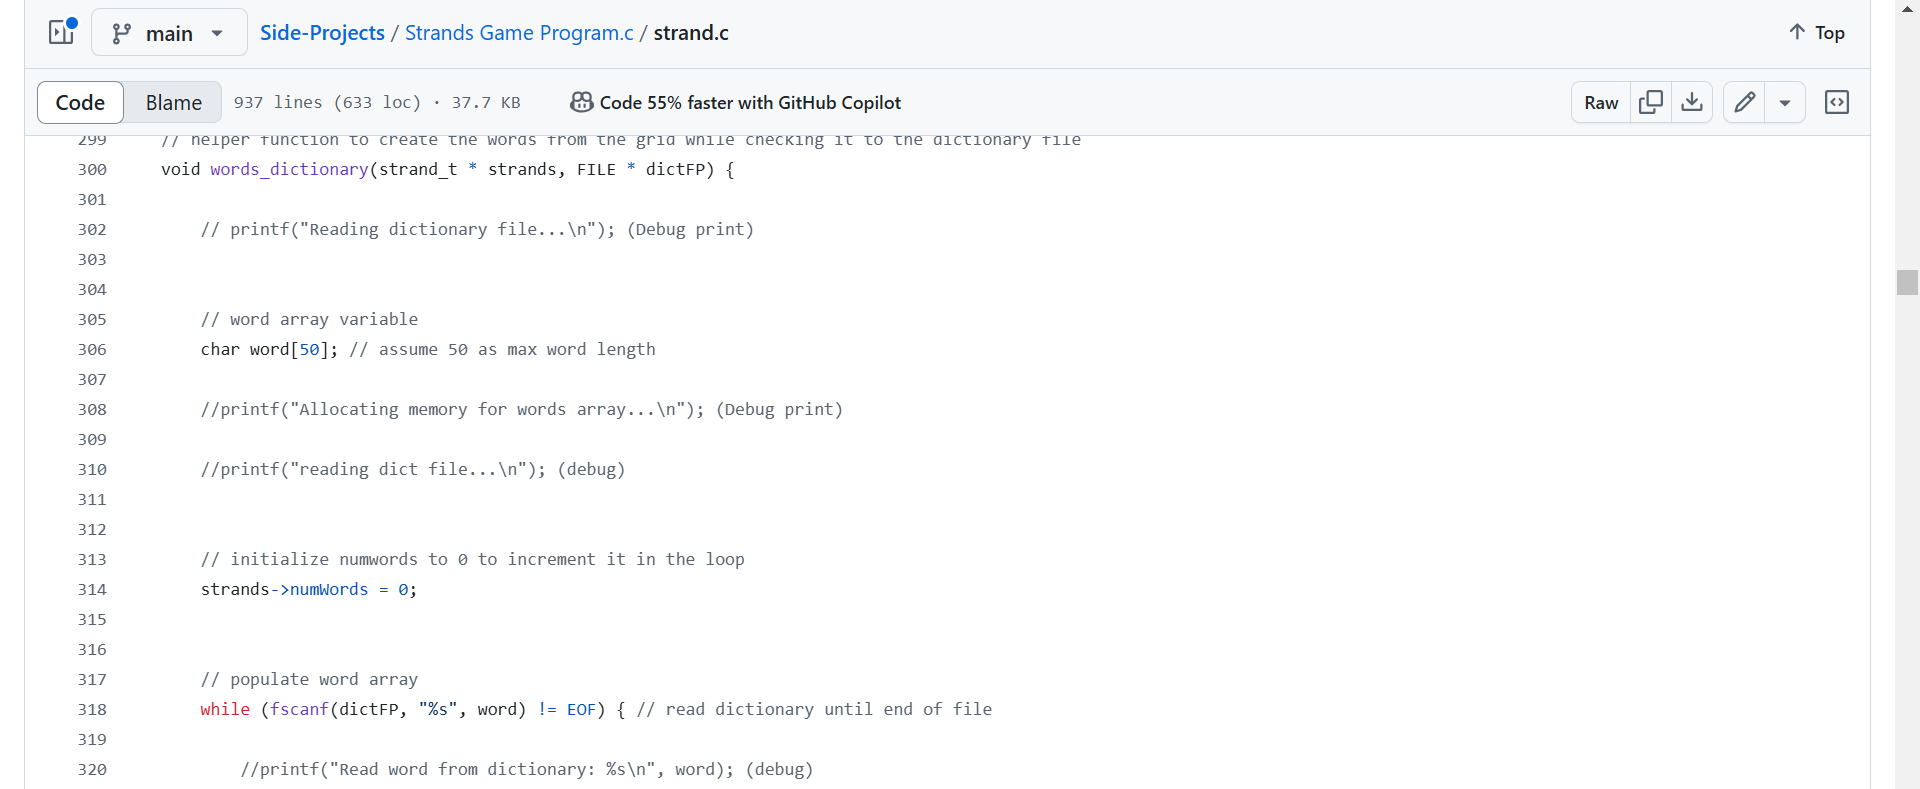 main
Side-Projects / Strands Game Program.c / strand.c
Top
Code Blame 937 lines (633 loc) · 37.7 KB Code 55% faster with GitHub Copilot Raw
299 // helper function to create the words from the grid while checking it to the dictionary file
300 void words_dictionary(strand_t * strands, FILE * dictFP) {
301
302 // printf("Reading dictionary file...\n"); (Debug print)
303
304
305 // word array variable
306 char word[50]; // assume 50 as max word length
307
308 //printf("Allocating memory for words array...\n"); (Debug print)
309
310 //printf("reading dict file...\n"); (debug)
311
312
313 // initialize numwords to 0 to increment it in the loop
314 strands->numWords = 0;
315
316
317 // populate word array
318 while (fscanf(dictFP, "%s", word) != EOF) { // read dictionary until end of file
319
320 //printf("Read word from dictionary: %s\n", word); (debug)